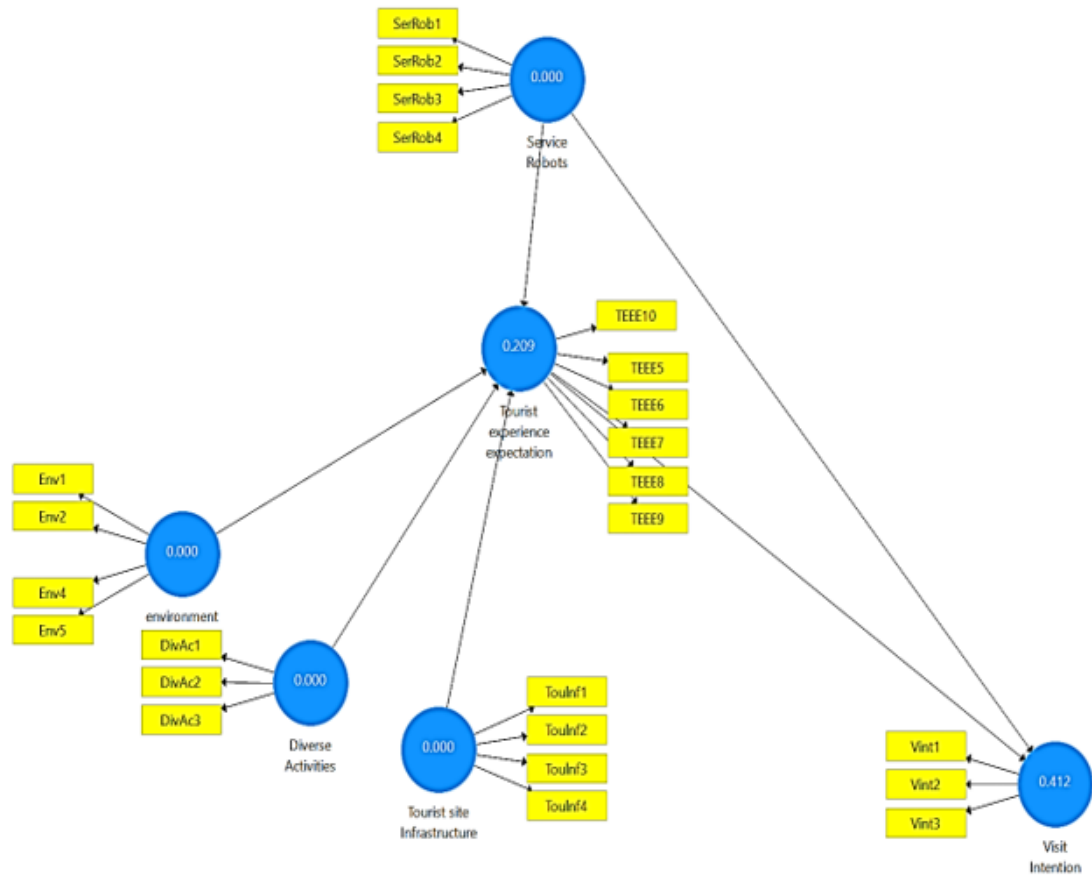 SerRob1
SerRob2
SerRob3
SerRob4
0.000
Service
Robots
0.209
Tourist
experience
expectation
TEEE10
TEEE5
TEEE6
TEEE7
TEEE8
TEEE9
Env1
Env2
Env4
Env5
0.000
environment
DivAc1
DivAc2
DivAc3
0.000
Diverse
Activities
0.000
Tourist site
Infrastructure
TouInf1
TouInf2
TouInf3
TouInf4
Vint1
Vint2
Vint3
0.412
Visit
Intention